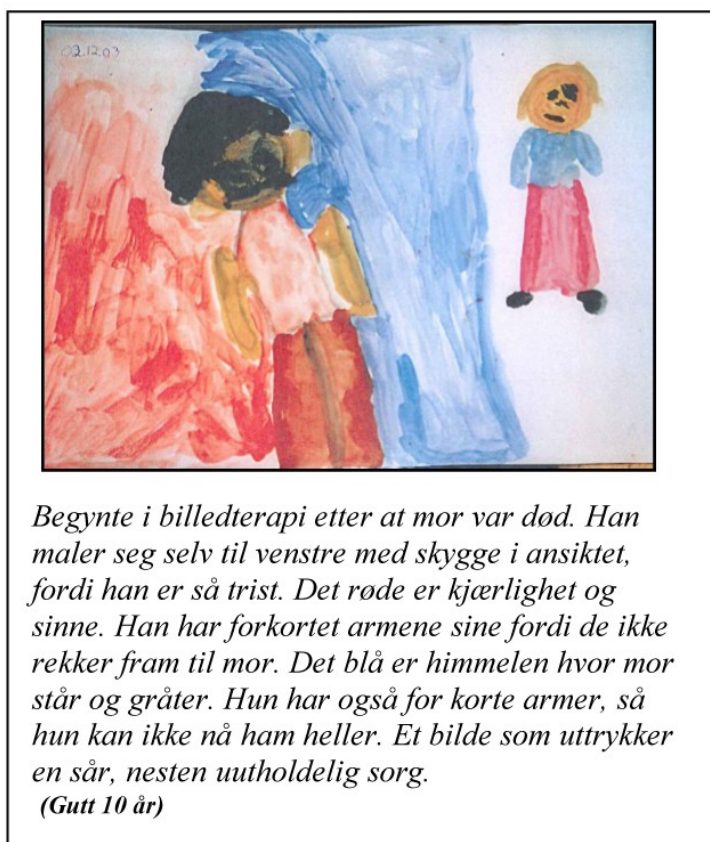 02.12.03
Begynte i billedterapi etter at mor var død. Han
maler seg selv til venstre med skygge i ansiktet,
fordi han er så trist. Det røde er kjærlighet og
sinne. Han har forkortet armene sine fordi de ikke
rekker fram til mor. Det blå er himmelen hvor mor
står og gråter. Hun har også for korte armer, så
hun kan ikke nå ham heller. Et bilde som uttrykker
en sår, nesten uutholdelig sorg.
(Gutt 10 år)